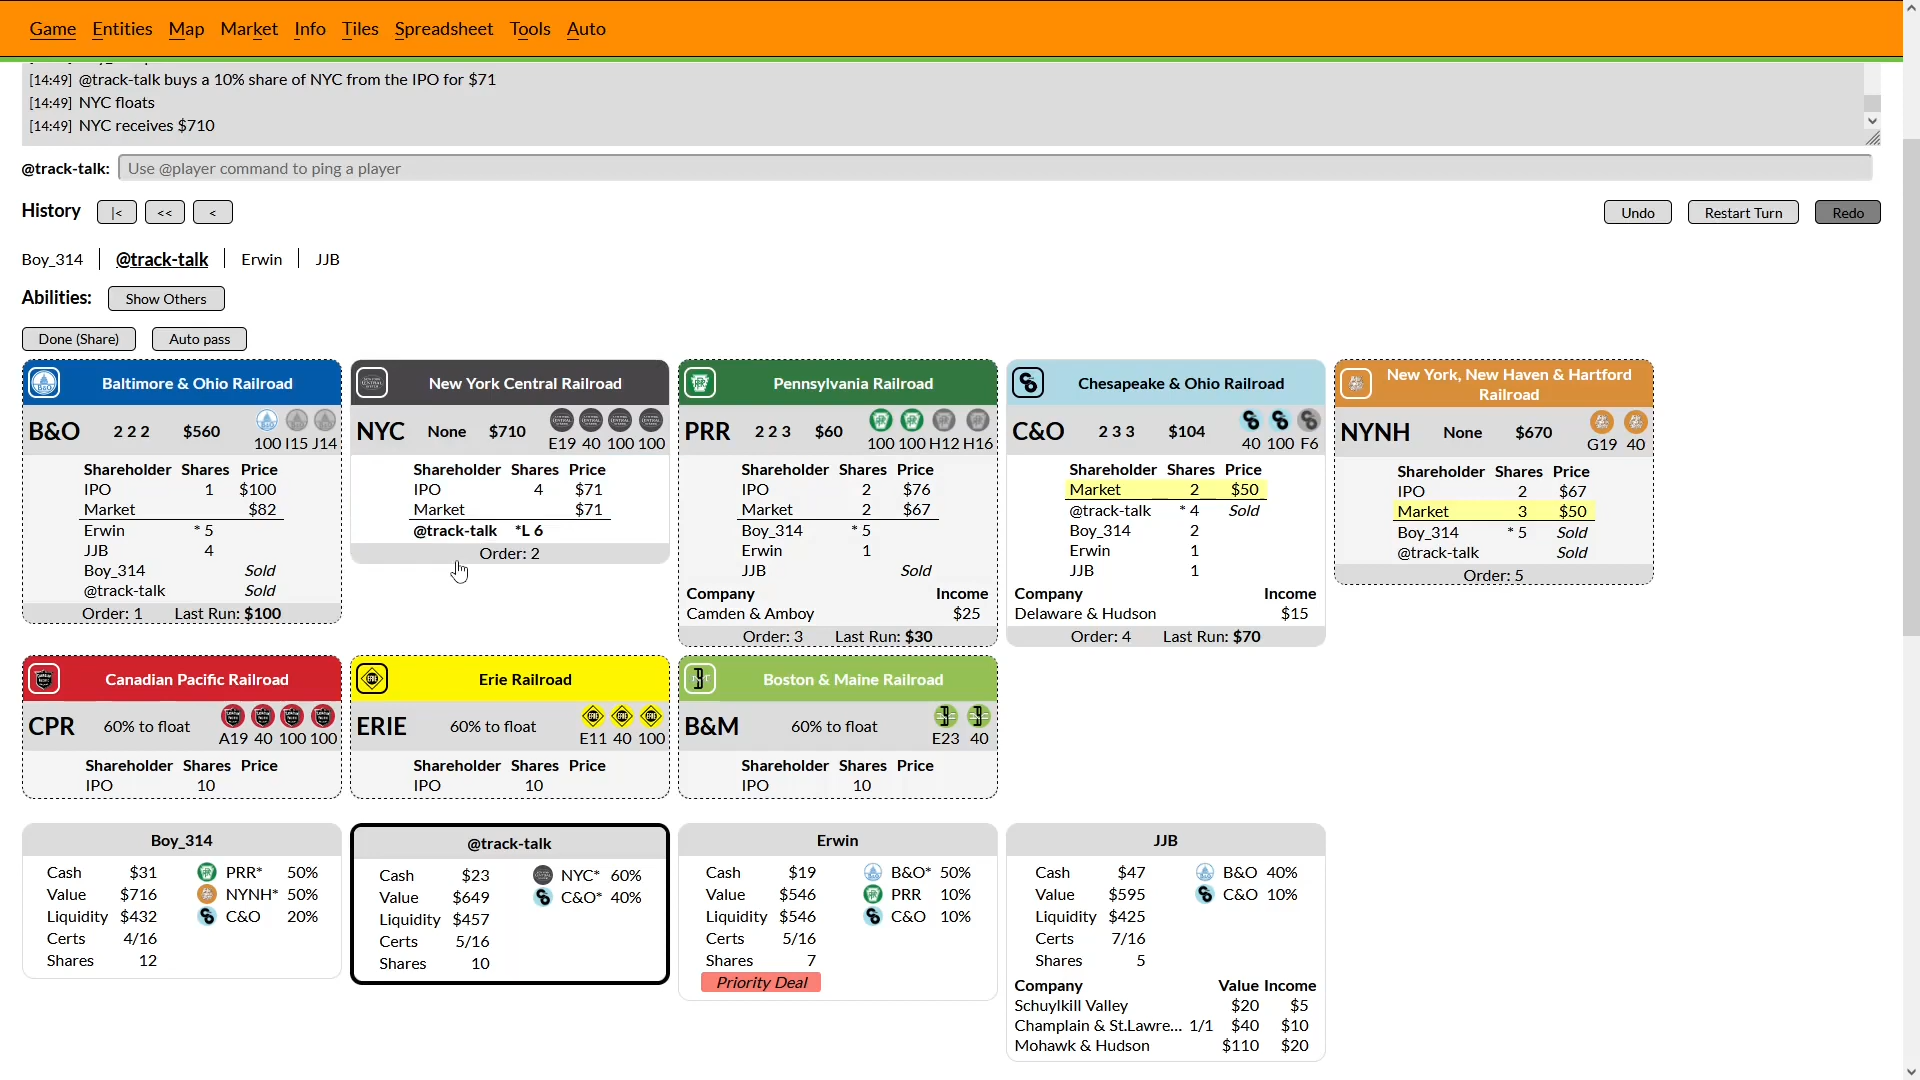 Game Entities Map Market Info Tiles Spreadsheet Tools Auto
[14:49] @track-talk buys a 10% share of NYC from the IPO for $71
[14:49] NYC floats
[14:49] NYC receives $710
@track-talk: Use @player command to ping a player
History |< << < Undo Restart Turn Redo
Boy_314 @track-talk Erwin JJB
Abilities: Show Others
Done (Share) Auto pass
Baltimore & Ohio Railroad
B&O 2 2 2 $560 100 I15 J14
Shareholder Shares Price
IPO 1 $100
Market $82
Erwin * 5
JJB 4
Boy_314 Sold
@track-talk Sold
Order: 1 Last Run: $100
New York Central Railroad
NYC None $710 E19 40 100 100
Shareholder Shares Price
IPO 4 $71
Market $71
@track-talk *L 6
Order: 2
Pennsylvania Railroad
PRR 2 2 3 $60 100 100 H12 H16
Shareholder Shares Price
IPO 2 $76
Market 2 $67
Boy_314 * 5
Erwin 1
JJB Sold
Company Income
Camden & Amboy $25
Order: 3 Last Run: $30
Chesapeake & Ohio Railroad
C&O 2 3 3 $104 40 100 F6
Shareholder Shares Price
Market 2 $50
@track-talk * 4 Sold
Boy_314 2
Erwin 1
JJB 1
Company Income
Delaware & Hudson $15
Order: 4 Last Run: $70
New York, New Haven & Hartford
Railroad
NYNH None $670 G19 40
Shareholder Shares Price
IPO 2 $67
Market 3 $50
Boy_314 * 5 Sold
@track-talk Sold
Order: 5
Canadian Pacific Railroad
CPR 60% to float A19 40 100 100
Shareholder Shares Price
IPO 10
Erie Railroad
ERIE 60% to float E11 40 100
Shareholder Shares Price
IPO 10
Boston & Maine Railroad
B&M 60% to float E23 40
Shareholder Shares Price
IPO 10
Boy_314
Cash $31 PRR* 50%
Value $716 NYNH* 50%
Liquidity $432 C&O 20%
Certs 4/16
Shares 12
@track-talk
Cash $23 NYC* 60%
Value $649 C&O* 40%
Liquidity $457
Certs 5/16
Shares 10
Erwin
Cash $19 B&O* 50%
Value $546 PRR 10%
Liquidity $546 C&O 10%
Certs 5/16
Shares 7
Priority Deal
JJB
Cash $47 B&O 40%
Value $595 C&O 10%
Liquidity $425
Certs 7/16
Shares 5
Company Value Income
Schuylkill Valley $20 $5
Champlain & St.Lawre... 1/1 $40 $10
Mohawk & Hudson $110 $20